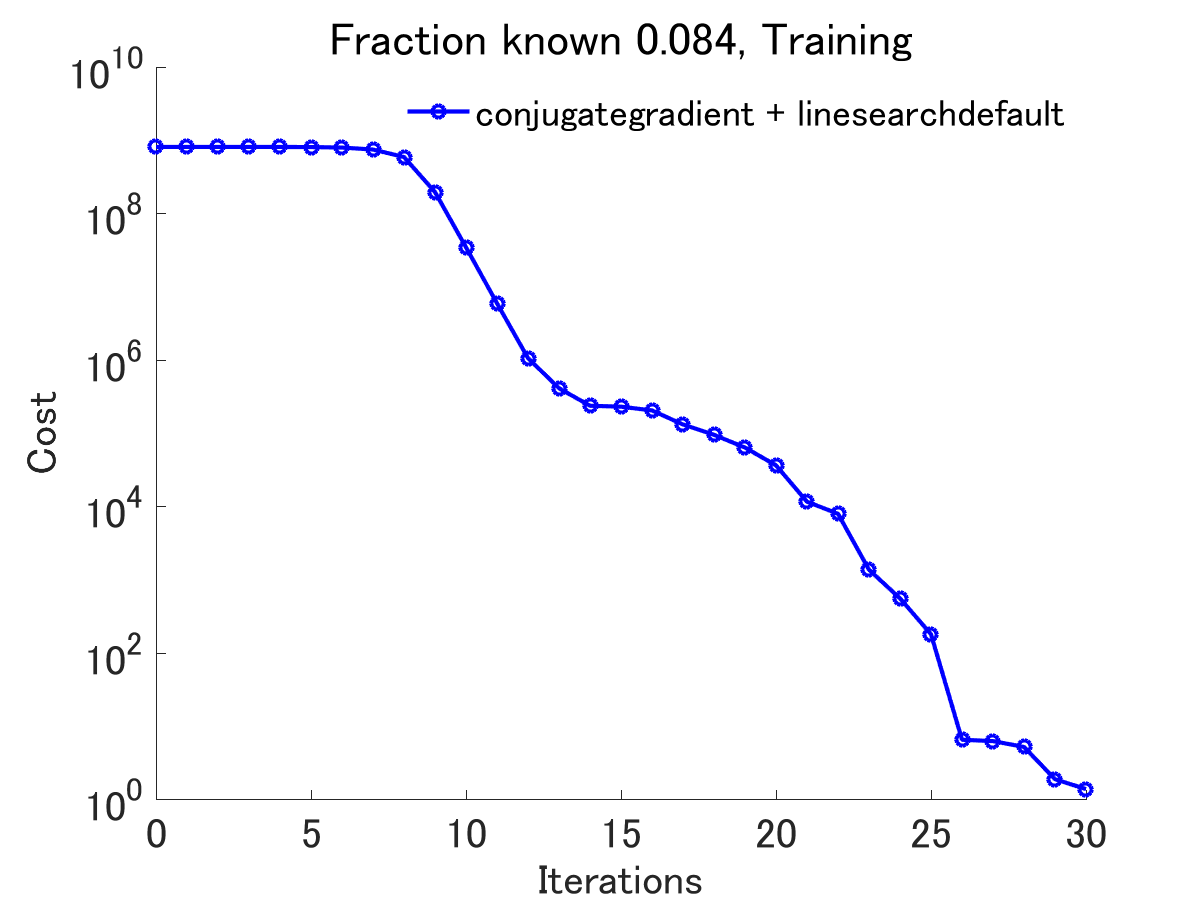 Fraction known 0.084, Training
conjugategradient + linesearchdefault
10^10
10^8
10^6
10^4
10^2
10^0
Cost
0 5 10 15 20 25 30
Iterations